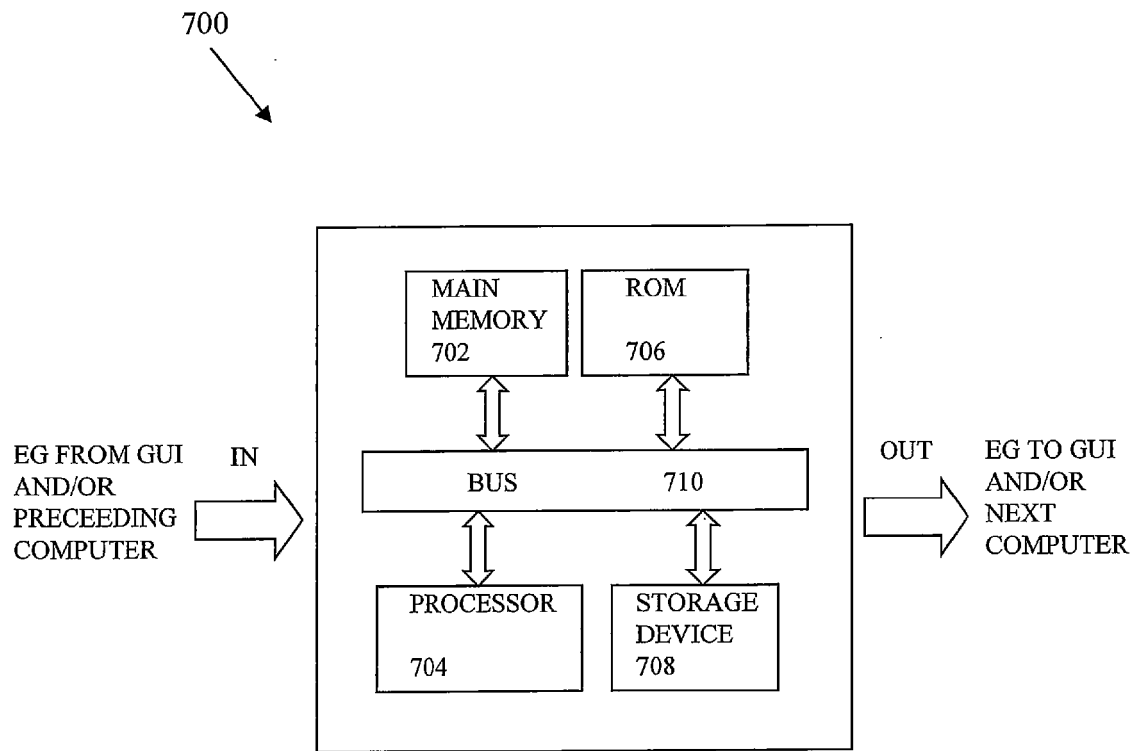 700
MAIN
MEMORY
702
ROM
706
EG FROM GUI
AND/OR
PRECEEDING
COMPUTER
IN
BUS 710
OUT
EG TO GUI
AND/OR
NEXT
COMPUTER
PROCESSOR
704
STORAGE
DEVICE
708